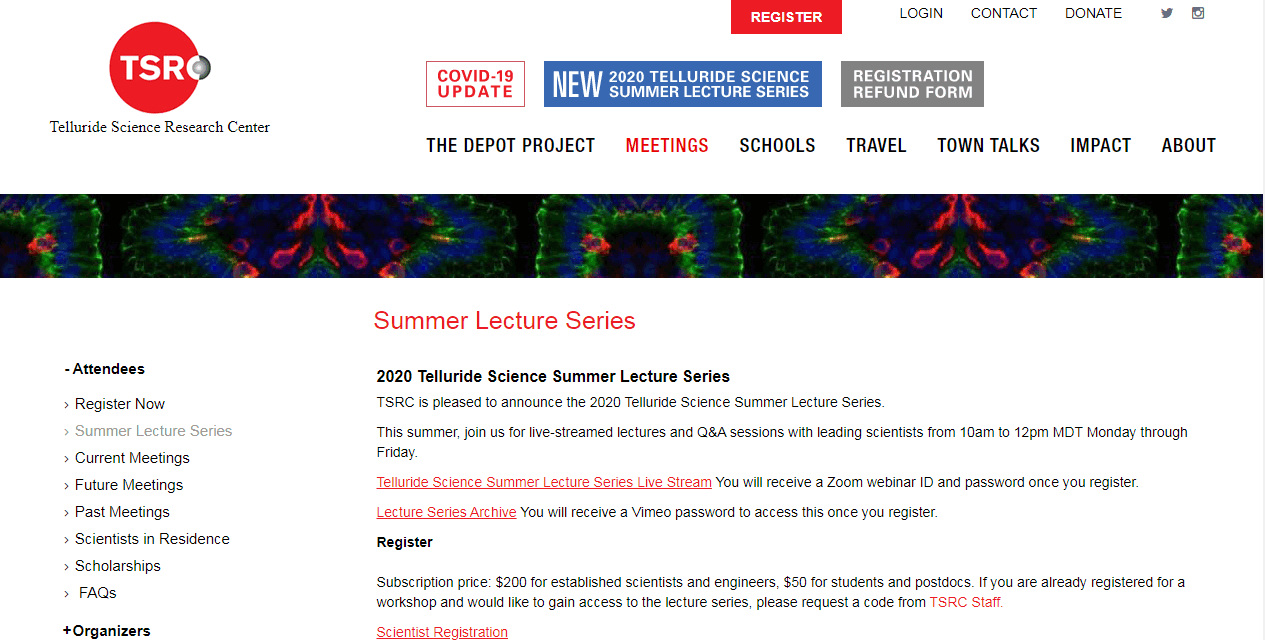 REGISTER
LOGIN CONTACT DONATE
TSRC
Telluride Science Research Center
COVID-19
UPDATE
NEW 2020 TELLURIDE SCIENCE
SUMMER LECTURE SERIES
REGISTRATION
REFUND FORM
THE DEPOT PROJECT MEETINGS SCHOOLS TRAVEL TOWN TALKS IMPACT ABOUT
- Attendees
› Register Now
› Summer Lecture Series
› Current Meetings
› Future Meetings
› Past Meetings
› Scientists in Residence
› Scholarships
› FAQs
+Organizers
Summer Lecture Series
2020 Telluride Science Summer Lecture Series
TSRC is pleased to announce the 2020 Telluride Science Summer Lecture Series.
This summer, join us for live-streamed lectures and Q&A sessions with leading scientists from 10am to 12pm MDT Monday through
Friday.
Telluride Science Summer Lecture Series Live Stream You will receive a Zoom webinar ID and password once you register.
Lecture Series Archive You will receive a Vimeo password to access this once you register.
Register
Subscription price: $200 for established scientists and engineers, $50 for students and postdocs. If you are already registered for a
workshop and would like to gain access to the lecture series, please request a code from TSRC Staff.
Scientist Registration